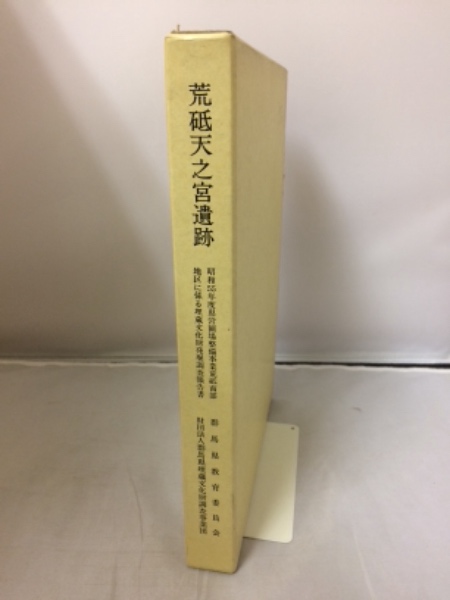 荒砥天之宮遺跡
昭和55年度県営圃場整備事業荒砥南部
地区に係る埋蔵文化財発掘調査報告書
群馬県教育委員会
財団法人群馬県埋蔵文化財調査事業団